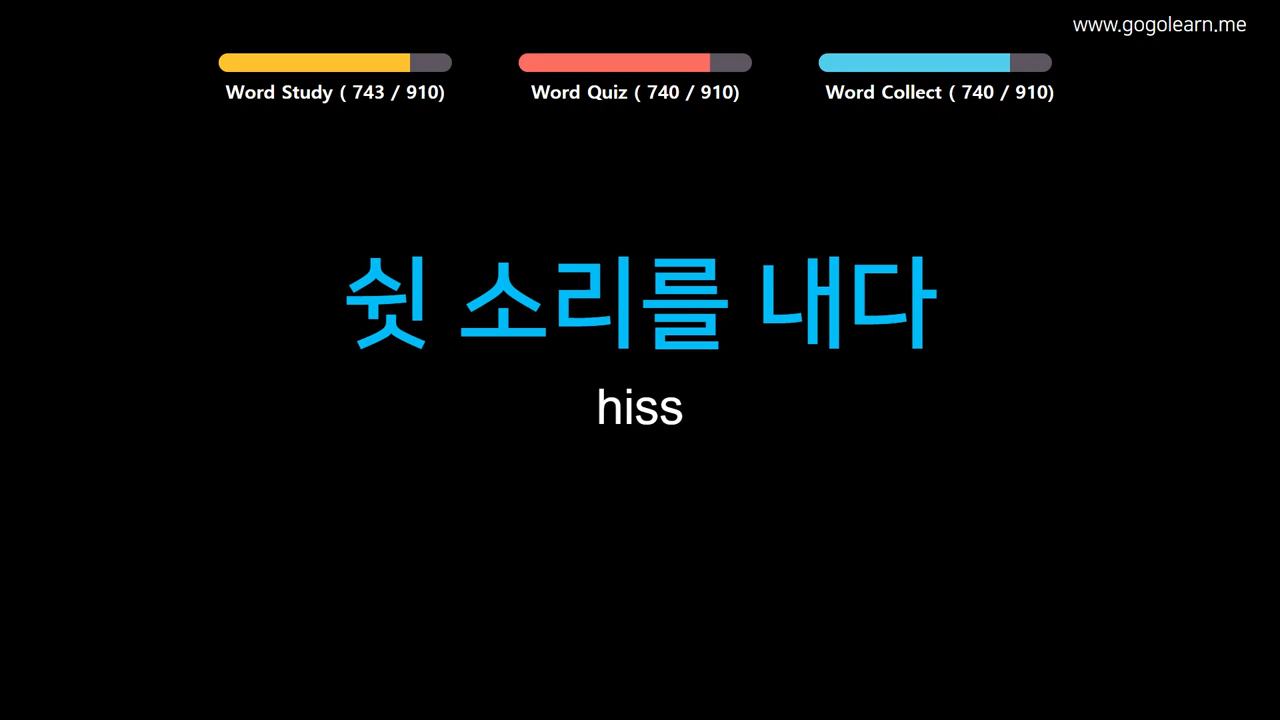 www.gogolearn.me
Word Study ( 743 / 910)
Word Quiz ( 740 / 910)
Word Collect ( 740 / 910)
쉿 소리를 내다
hiss